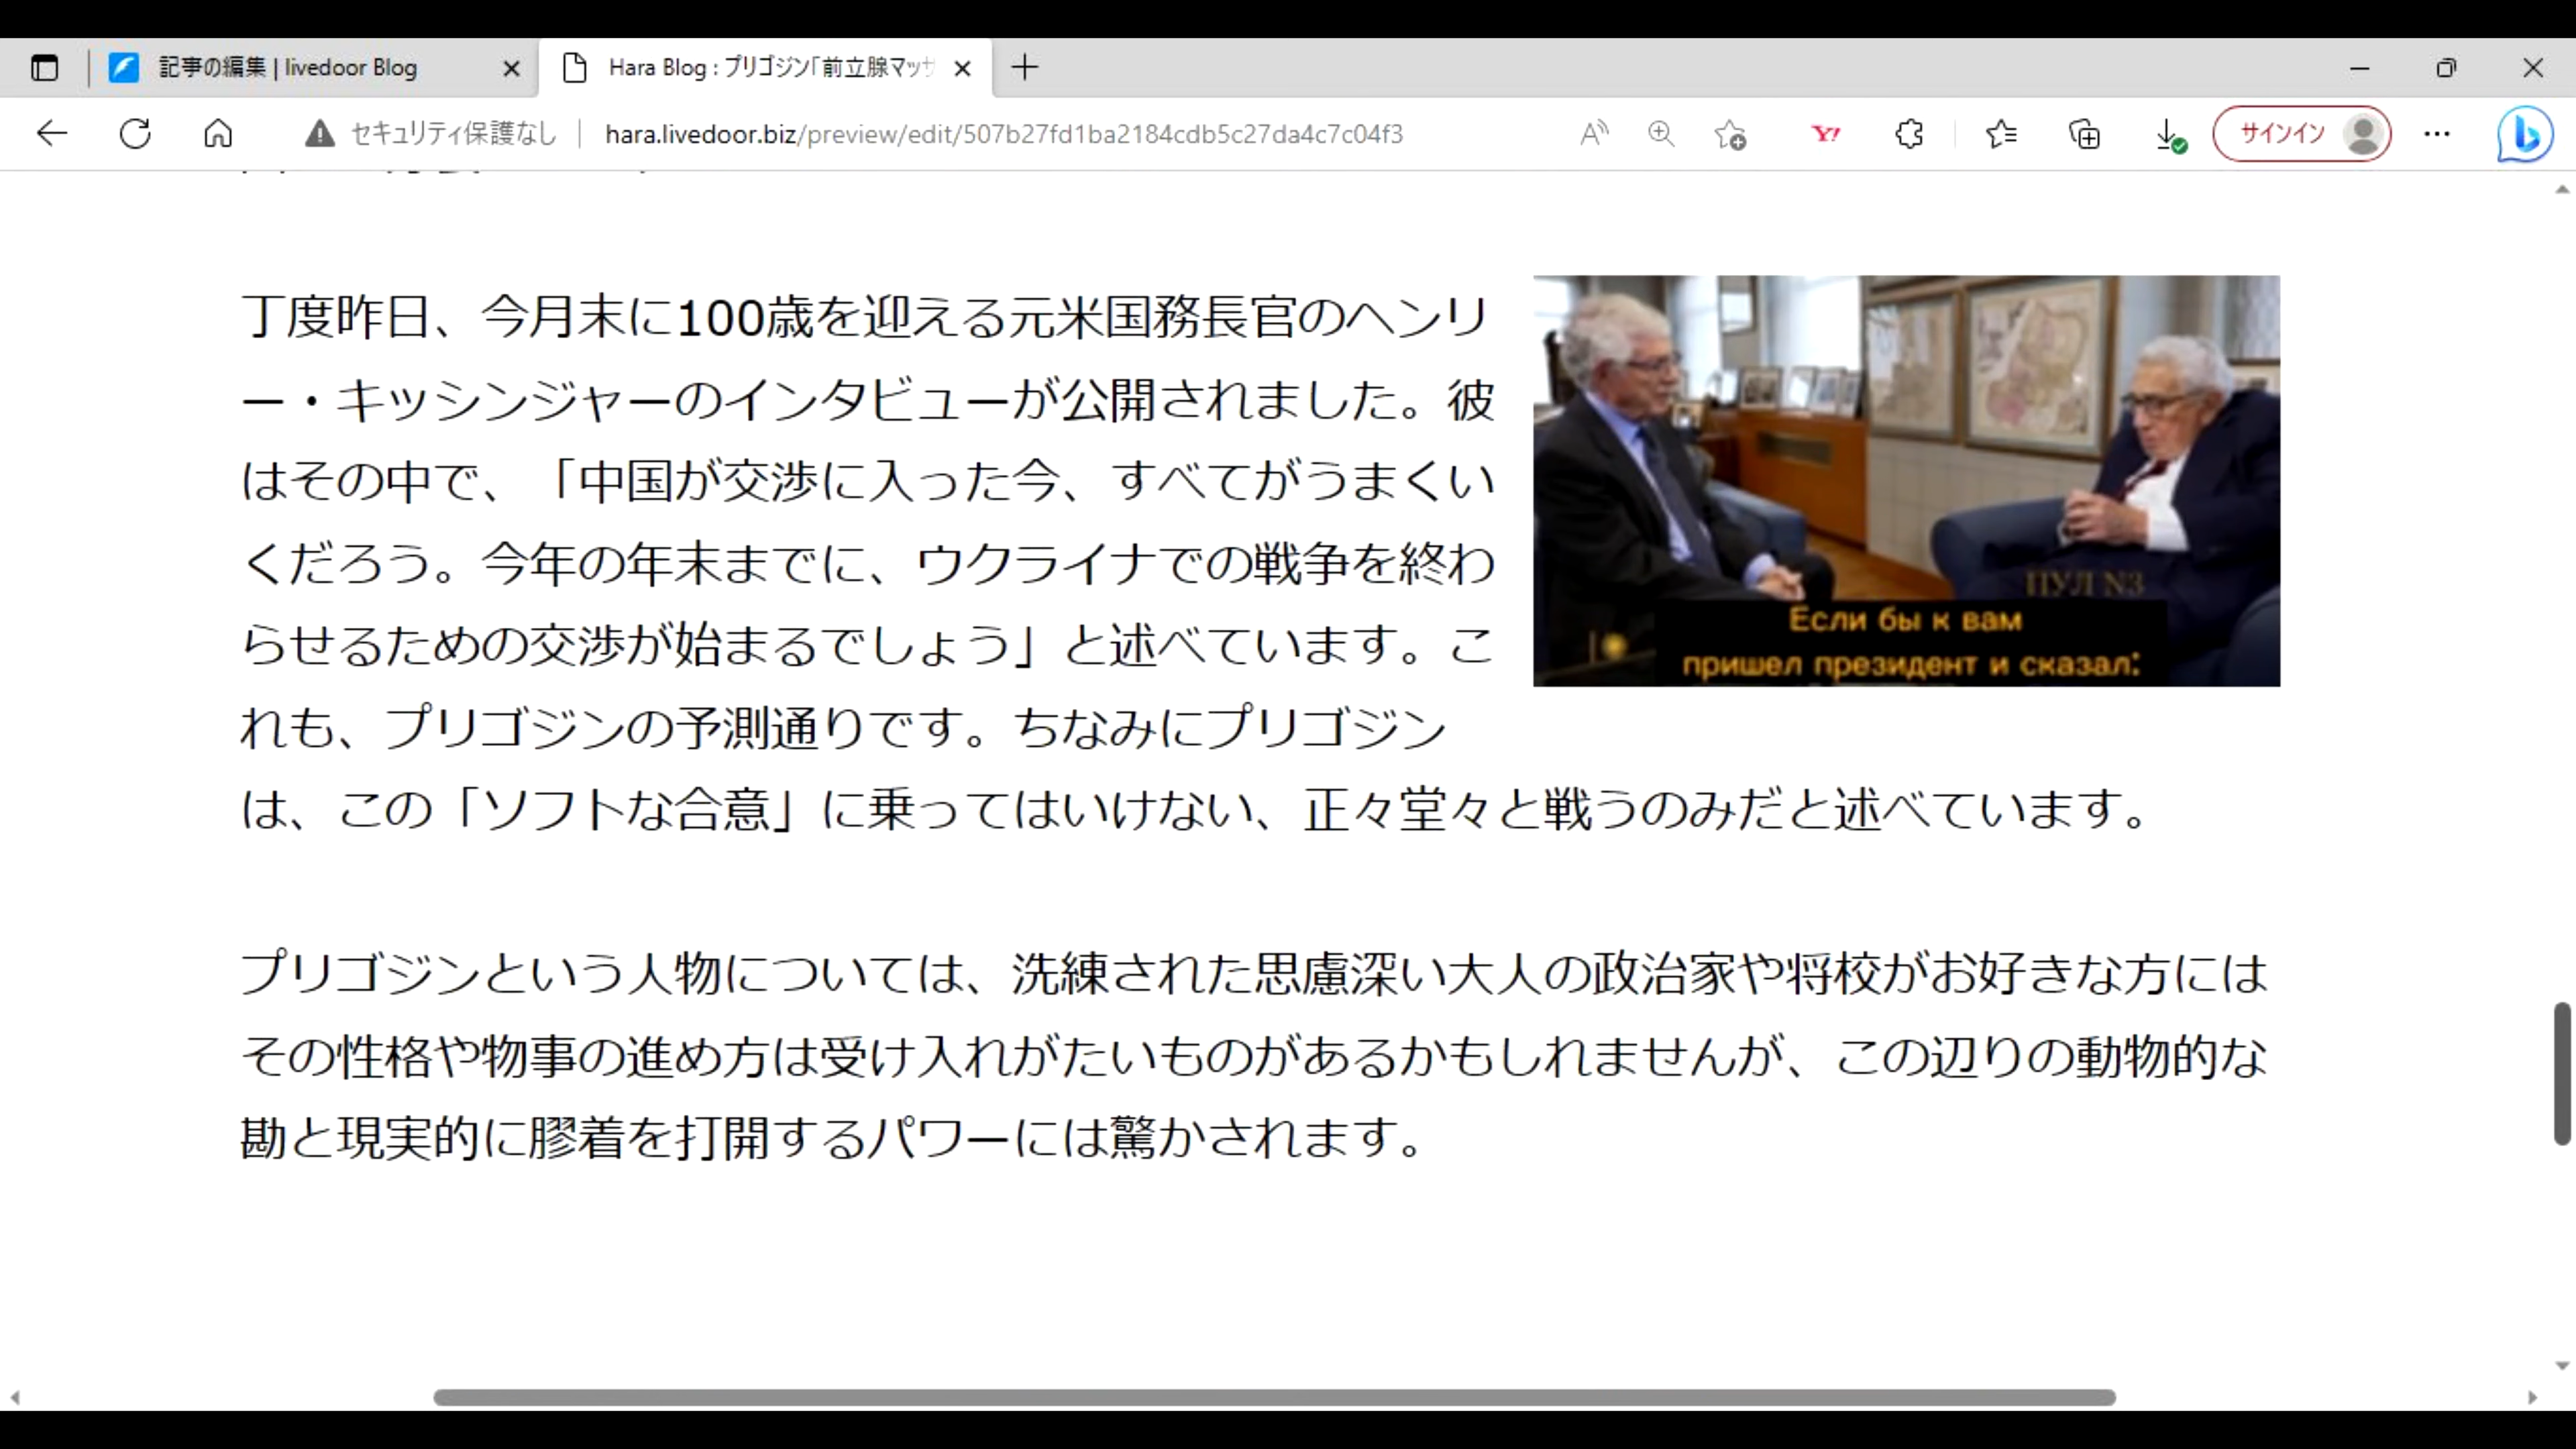 記事の編集 | livedoor Blog
Hara Blog : プリゴジン「前立腺マッサ
セキュリティ保護なし
hara.livedoor.biz/preview/edit/507b27fd1ba2184cdb5c27da4c7c04f3
サインイン
丁度昨日、今月末に100歳を迎える元米国務長官のヘンリ
ー・キッシンジャーのインタビューが公開されました。彼
はその中で、「中国が交渉に入った今、すべてがうまくい
くだろう。今年の年末までに、ウクライナでの戦争を終わ
らせるための交渉が始まるでしょう」と述べています。こ
れも、プリゴジンの予測通りです。ちなみにプリゴジン
は、この「ソフトな合意」に乗ってはいけない、正々堂々と戦うのみだと述べています。
ПУЛ N3
Если бы к вам
пришел президент и сказал:
プリゴジンという人物については、洗練された思慮深い大人の政治家や将校がお好きな方には
その性格や物事の進め方は受け入れがたいものがあるかもしれませんが、この辺りの動物的な
勘と現実的に膠着を打開するパワーには驚かされます。